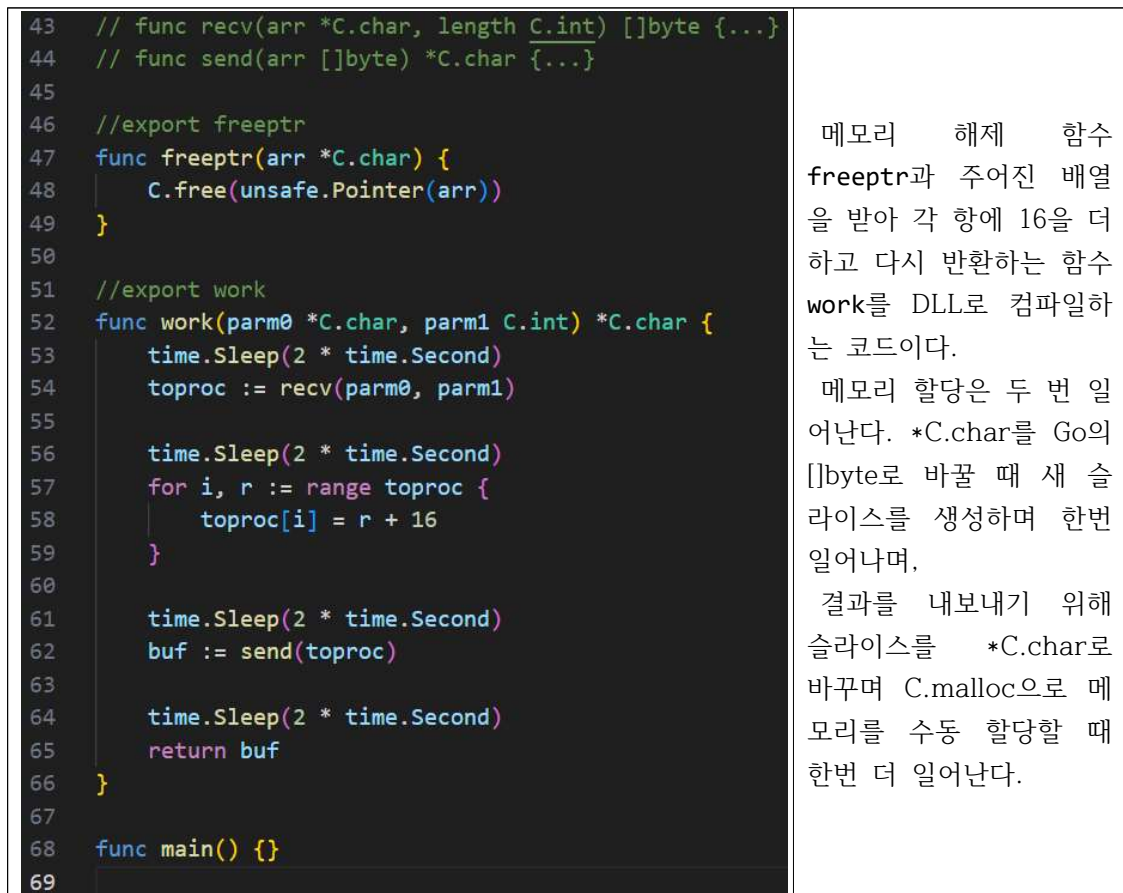 43 // func recv(arr *C.char, length C.int) []byte {...}
44 // func send(arr []byte) *C.char {...}
45
46 //export freeptr
47 func freeptr(arr *C.char) {
48     C.free(unsafe.Pointer(arr))
49 }
50
51 //export work
52 func work(parm0 *C.char, parm1 C.int) *C.char {
53     time.Sleep(2 * time.Second)
54     toproc := recv(parm0, parm1)
55
56     time.Sleep(2 * time.Second)
57     for i, r := range toproc {
58         toproc[i] = r + 16
59     }
60
61     time.Sleep(2 * time.Second)
62     buf := send(toproc)
63
64     time.Sleep(2 * time.Second)
65     return buf
66 }
67
68 func main() {}
69
메모리 해제 함수
freeptr과 주어진 배열
을 받아 각 항에 16을 더
하고 다시 반환하는 함수
work를 DLL로 컴파일하
는 코드이다.
메모리 할당은 두 번 일
어난다. *C.char를 Go의
[]byte로 바꿀 때 새 슬
라이스를 생성하며 한번
일어나며,
결과를 내보내기 위해
슬라이스를 *C.char로
바꾸며 C.malloc으로 메
모리를 수동 할당할 때
한번 더 일어난다.